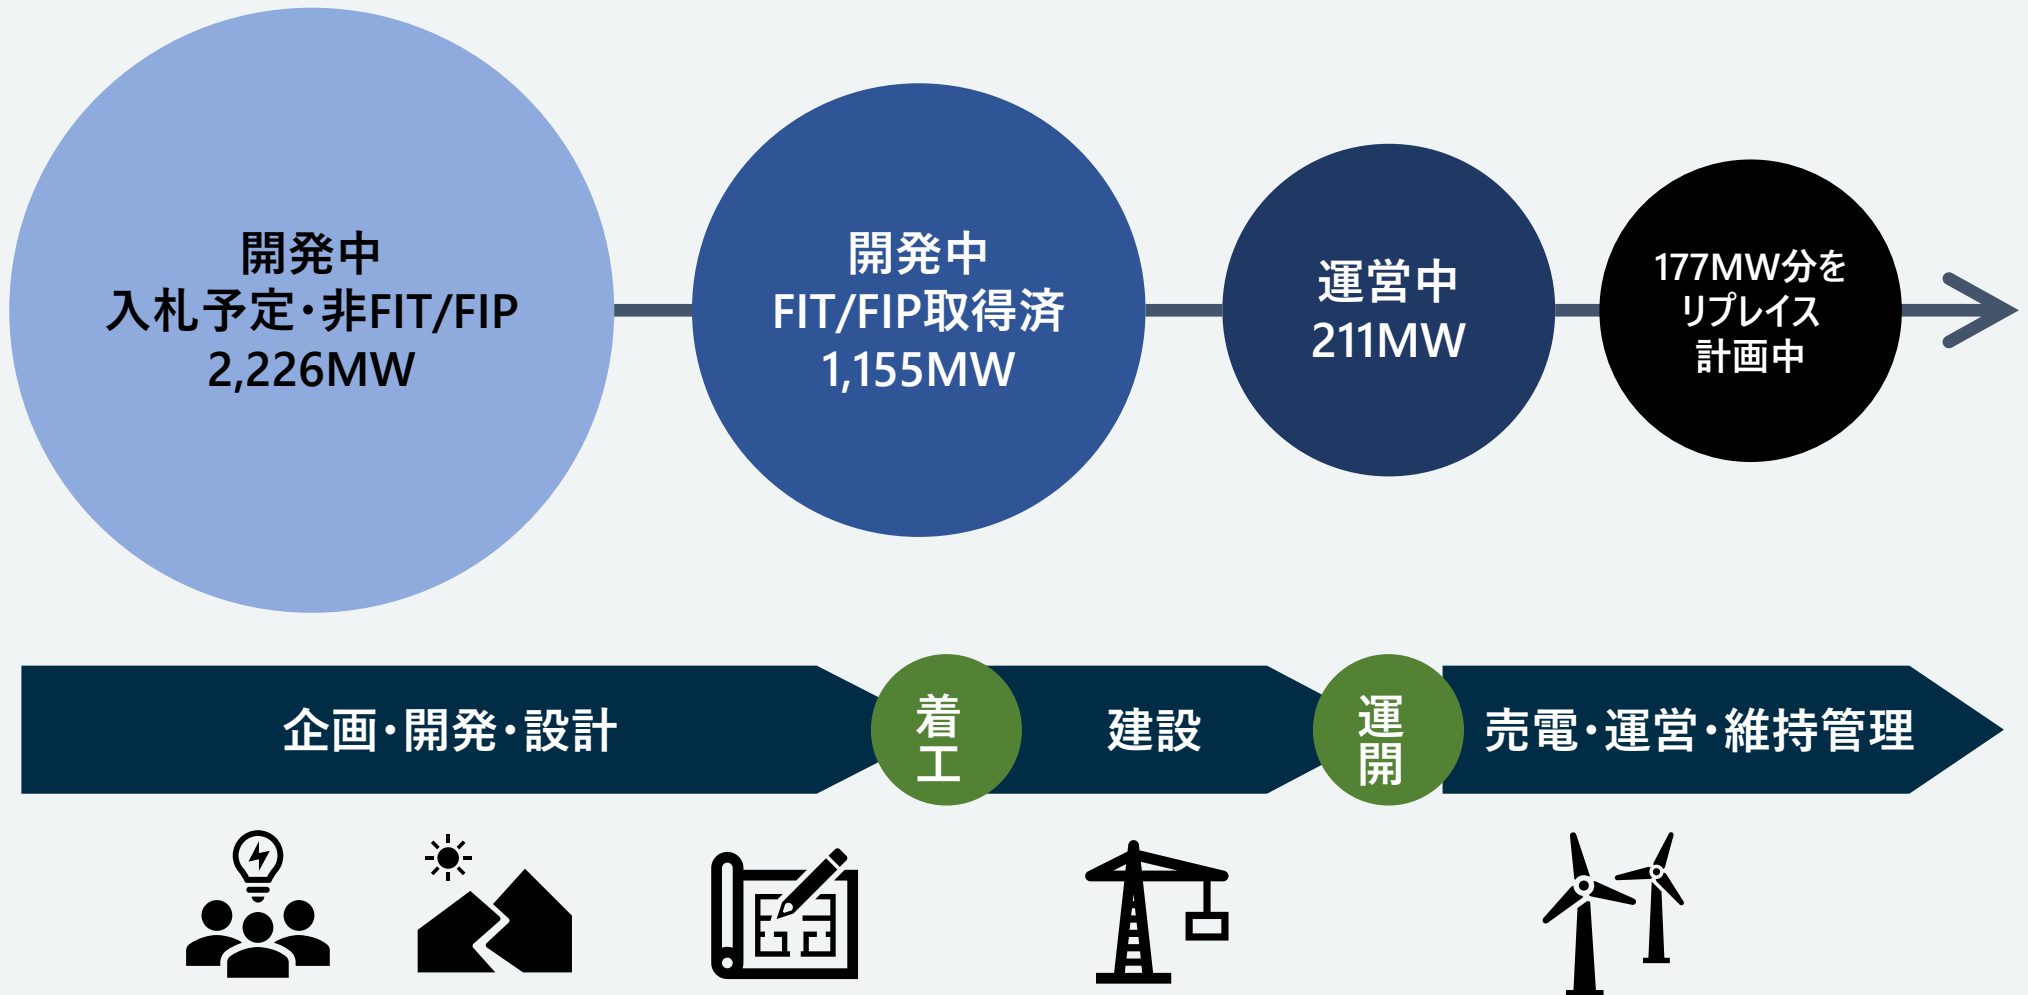 開発中
入札予定・非FIT/FIP
2,226MW
開発中
FIT/FIP取得済
1,155MW
運営中
211MW
177MW分を
リプレイス
計画中
企画・開発・設計
着工
建設
運開
売電・運営・維持管理